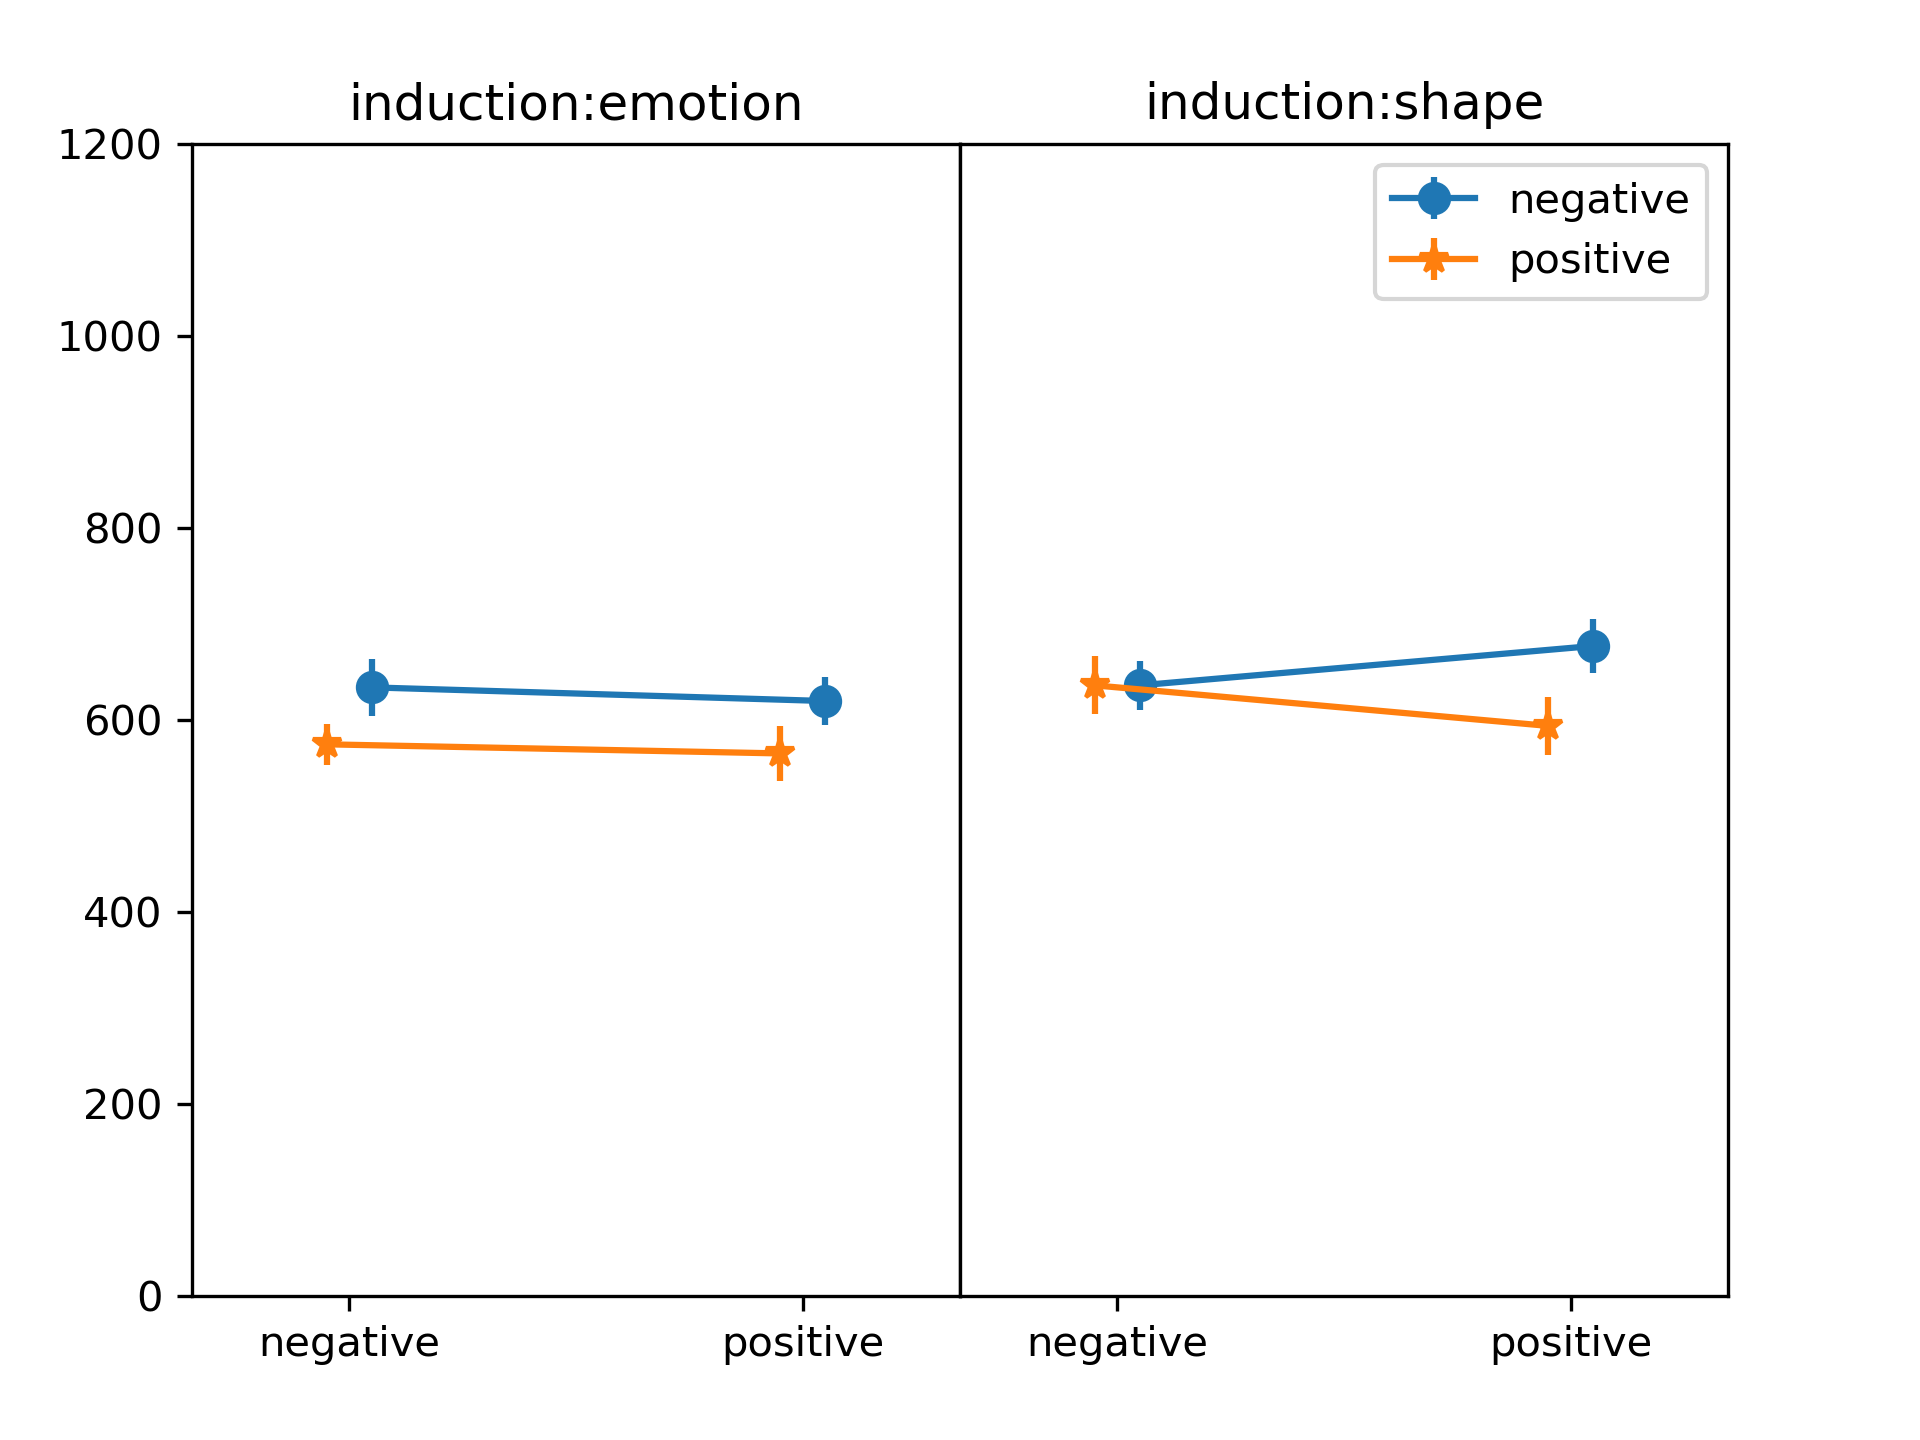 induction:emotion
induction:shape
1200
1000
800
600
400
200
0
negative
positive
negative
positive
negative
positive